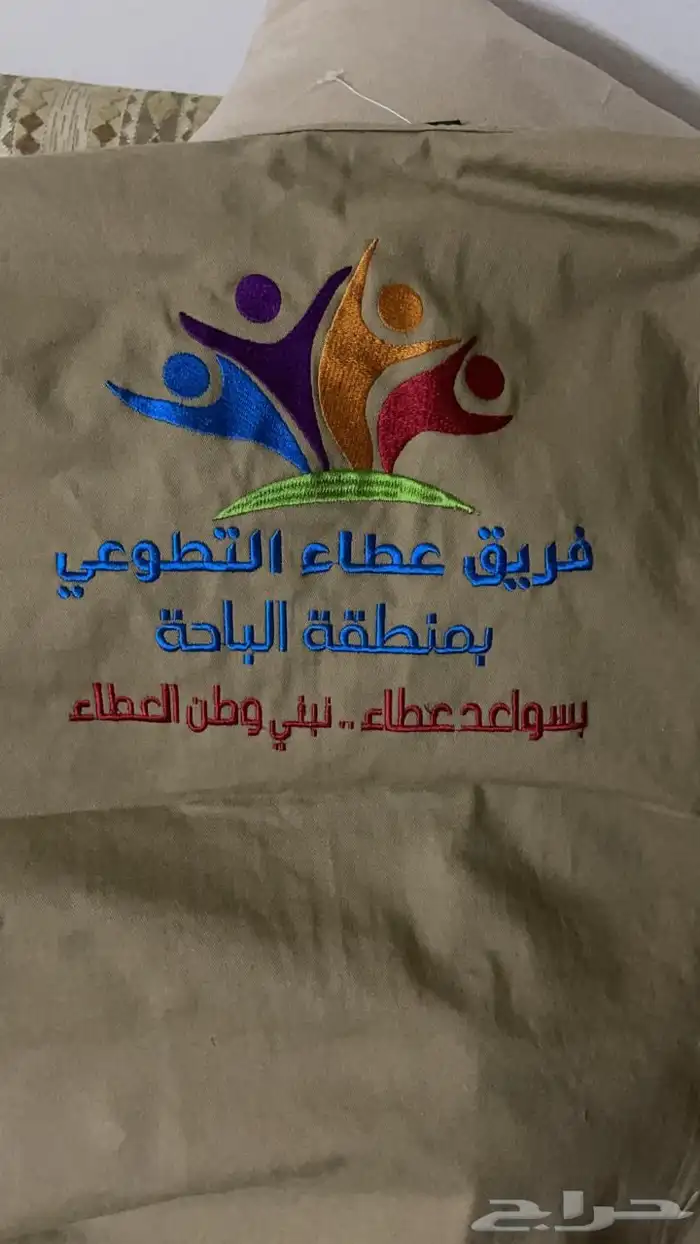 فريق عطاء التطوعي
بمنطقة الباحة
بسواعد عطاء .. نبني وطن العطاء
حراج